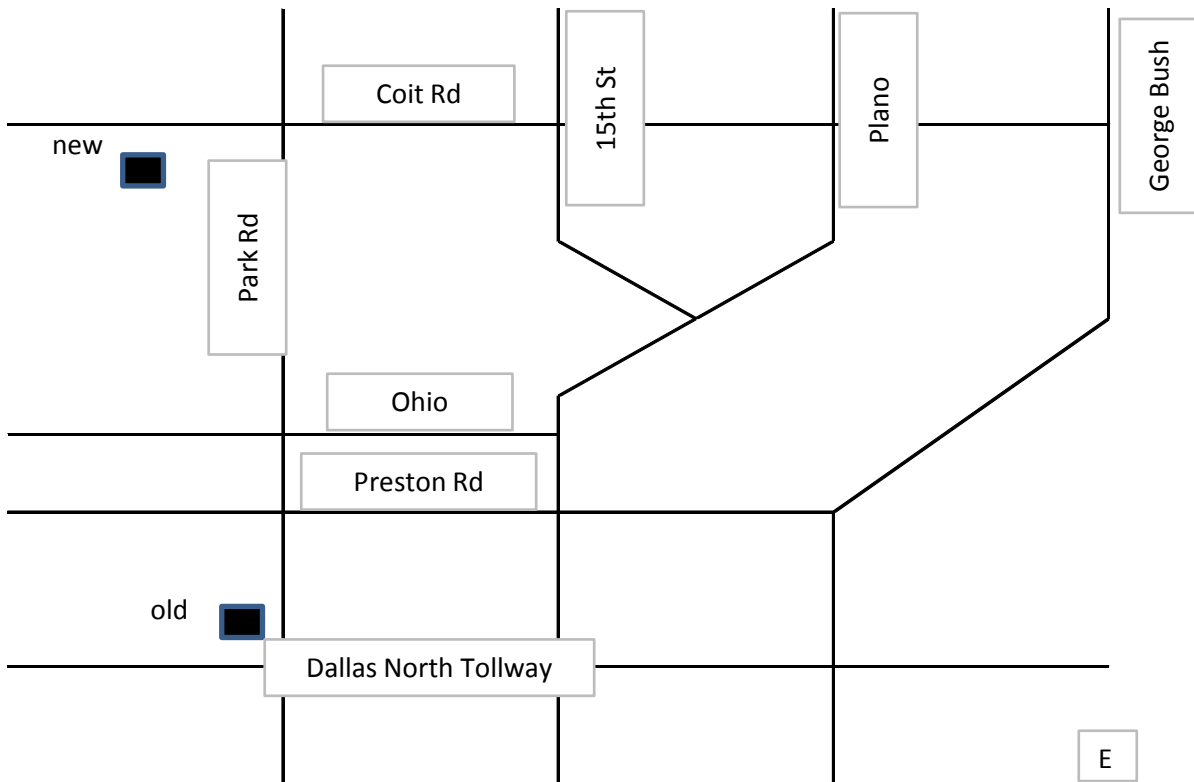 Coit Rd
15th St
Plano
George Bush
new
Park Rd
Ohio
Preston Rd
old
Dallas North Tollway
E